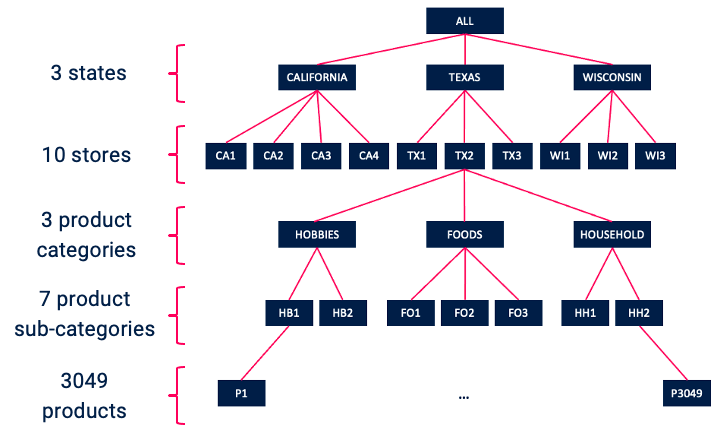 ALL
3 states
CALIFORNIA TEXAS WISCONSIN
10 stores
CA1 CA2 CA3 CA4 TX1 TX2 TX3 WI1 WI2 WI3
3 product
categories
HOBBIES FOODS HOUSEHOLD
7 product
sub-categories
HB1 HB2 FO1 FO2 FO3 HH1 HH2
3049
products
P1 ... P3049